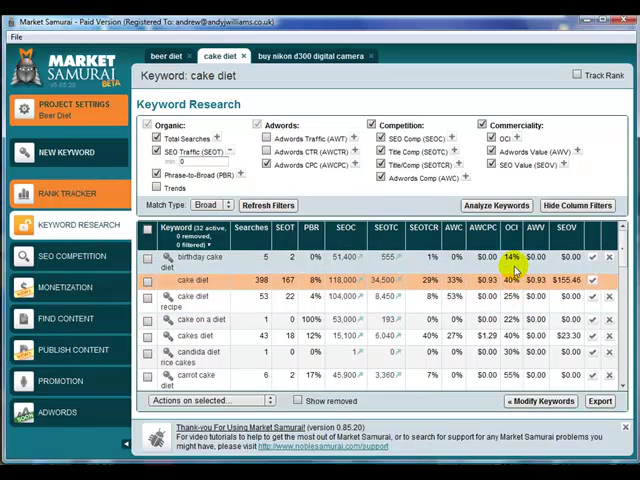 Market Samurai - Paid Version (Registered To: andrew@andyjwilliams.co.uk)
File
MARKET
SAMURAI
v0.85.20
BETA
beer diet
cake diet
buy nikon d300 digital camera
Keyword: cake diet
Track Rank
PROJECT SETTINGS
Beer Diet
NEW KEYWORD
RANK TRACKER
KEYWORD RESEARCH
SEO COMPETITION
MONETIZATION
FIND CONTENT
PUBLISH CONTENT
PROMOTION
ADWORDS
Keyword Research
Organic: Adwords: Competition: Commerciality:
Total Searches Adwords Traffic (AWT) SEO Comp (SEOC) OCI
SEO Traffic (SEOT) Adwords CTR (AWCTR) Title Comp (SEOTC) Adwords Value (AWV)
min: 0 Adwords CPC (AWCPC) Title/Comp (SEOTCR) SEO Value (SEOV)
Phrase-to-Broad (PBR) Adwords Comp (AWC)
Trends
Match Type: Broad Refresh Filters Analyze Keywords Hide Column Filters
Keyword (32 active, Searches SEOT PBR SEOC SEOTC SEOTCR AWC AWCPC OCI AWV SEOV
0 removed,
0 filtered)
birthday cake 5 2 0% 51,400 555 1% 0% $0.00 14% $0.00 $0.00
diet
cake diet 398 167 8% 118,000 34,500 29% 33% $0.93 40% $0.93 $155.46
cake diet 53 22 4% 104,000 8,450 8% 53% $0.00 25% $0.00 $0.00
recipe
cake on a diet 1 0 100% 53,000 193 0% 0% $0.00 22% $0.00 $0.00
cakes diet 43 18 12% 15,100 6,040 40% 27% $1.29 40% $1.29 $23.30
candida diet 1 0 0% 1 0 0% 0% $0.00 30% $0.00 $0.00
rice cakes
carrot cake 6 2 17% 45,900 3,380 7% 0% $0.00 55% $0.00 $0.00
diet
Actions on selected... Show removed « Modify Keywords Export
Thank-you For Using Market Samurai! (version 0.85.20)
For video tutorials to help get the most out of Market Samurai, or to search for support for any Market Samurai problems you
might have, please visit http://www.noblesamurai.com/support